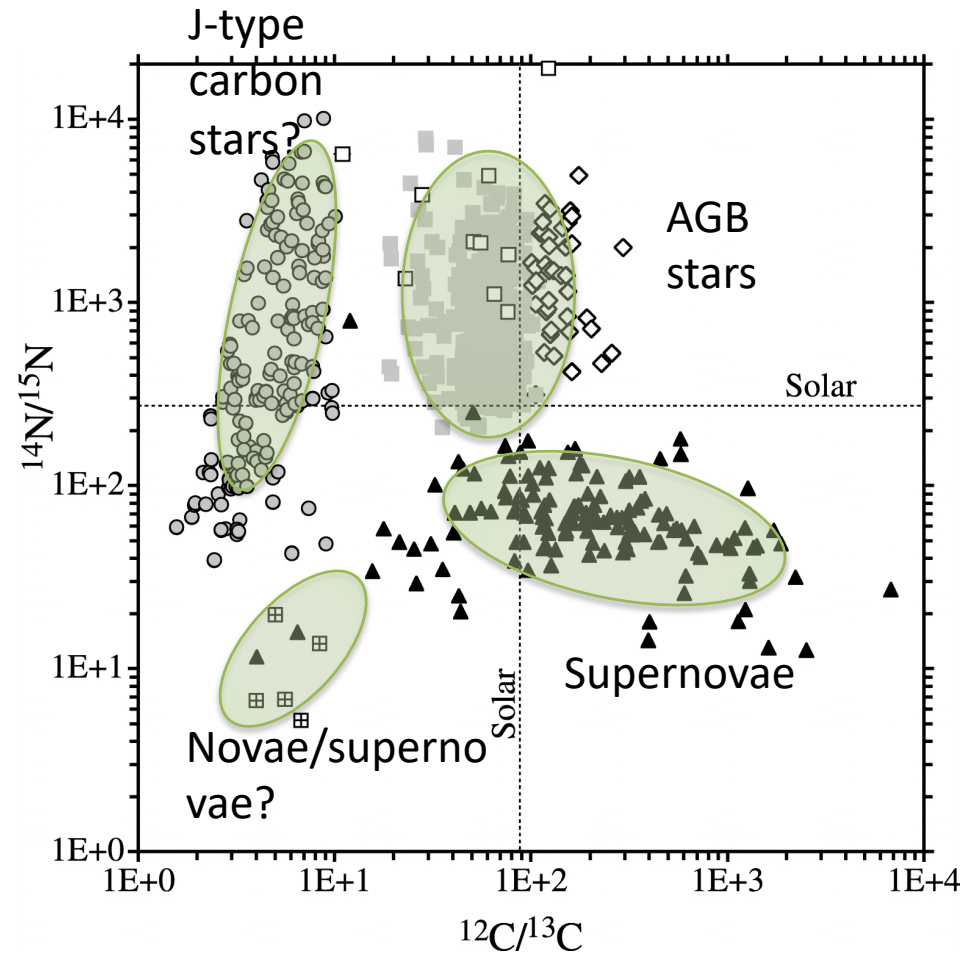 J-type
carbon
stars?
1E+4
AGB
stars
1E+3
Solar
14N/15N
1E+2
1E+1
Supernovae
Solar
Novae/superno
vae?
1E+0
1E+0 1E+1 1E+2 1E+3 1E+4
12C/13C